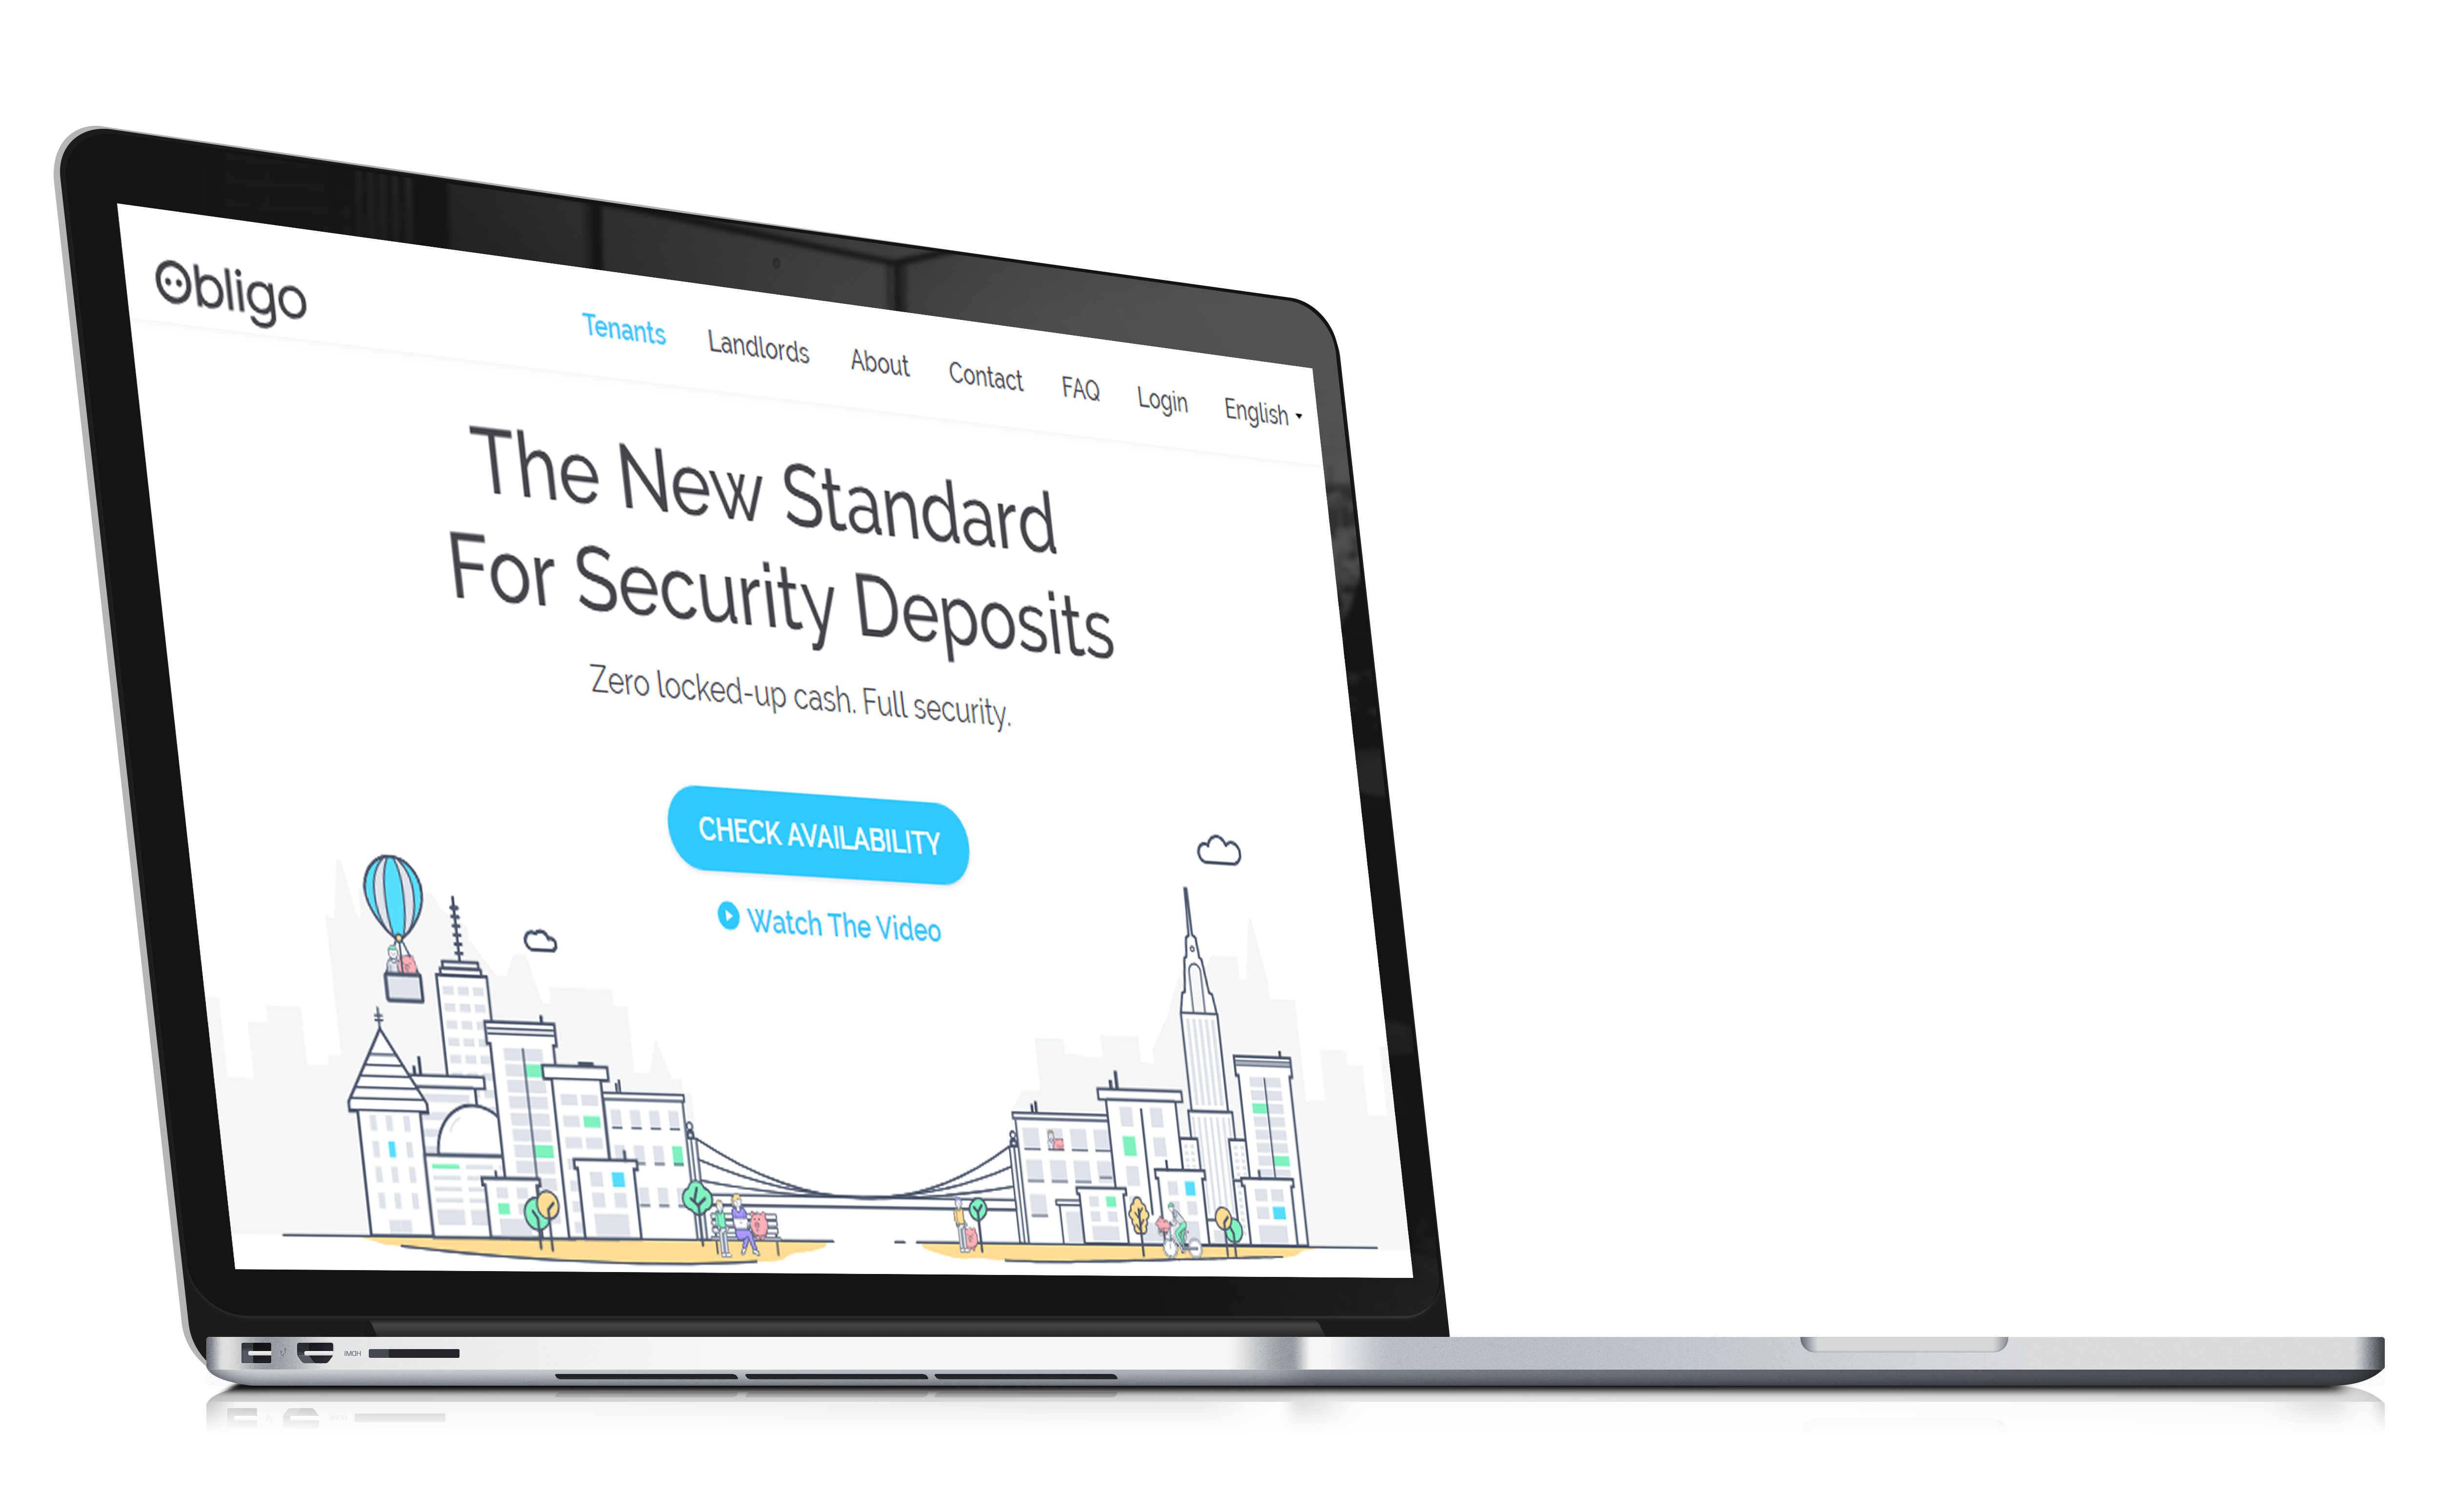 Obligo
Tenants Landlords About Contact FAQ Login English
The New Standard
For Security Deposits
Zero locked-up cash. Full security.
CHECK AVAILABILITY
Watch The Video
HDMI